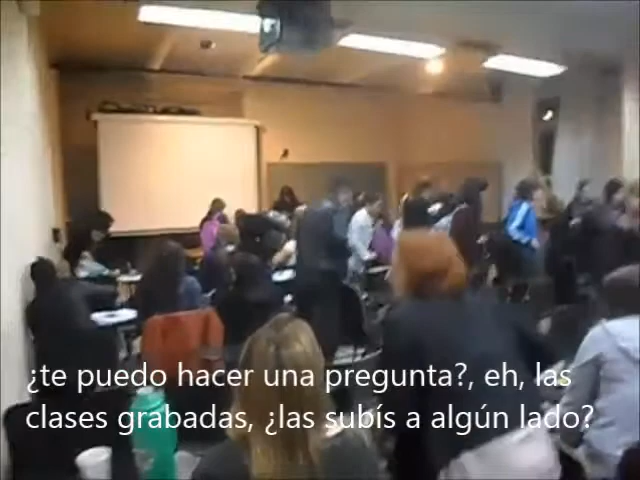 ¿te puedo hacer una pregunta?, eh, las
clases grabadas, ¿las subís a algún lado?